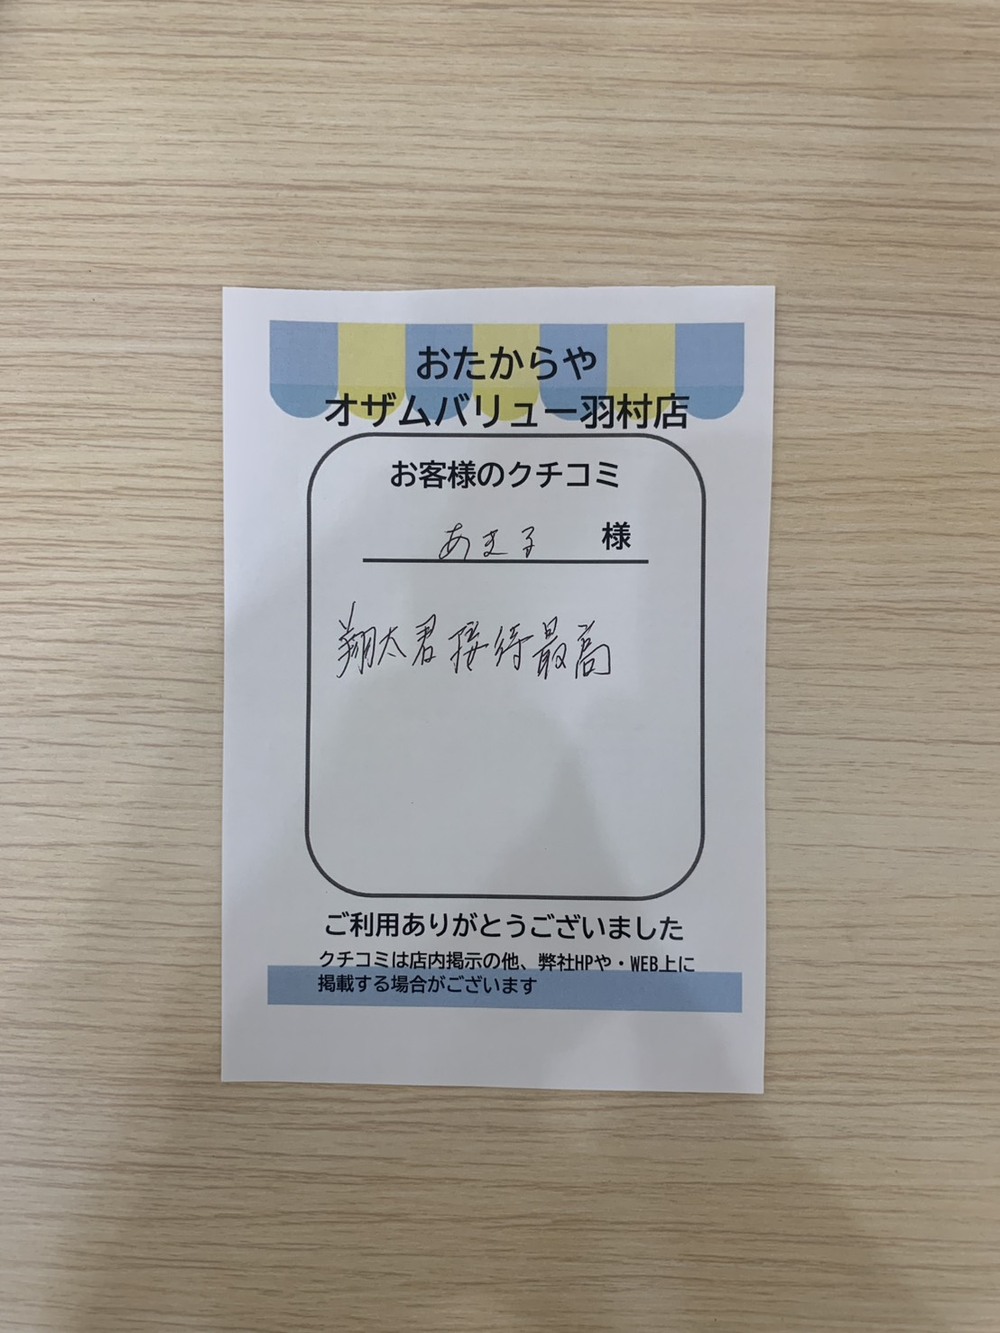 おたからや
オザムバリュー羽村店
お客様のクチコミ
あまる 様
翔太君接待最高
ご利用ありがとうございました
クチコミは店内掲示の他、弊社HPや・WEB上に
掲載する場合がございます